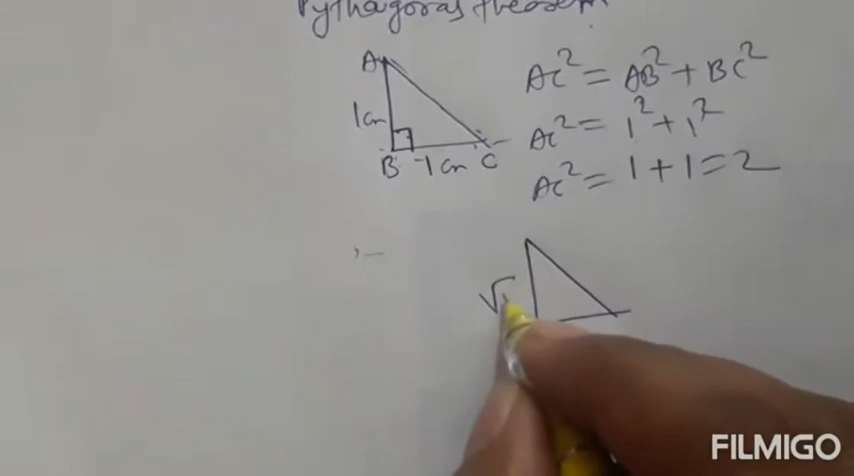 Pythagoras theorem
A
1cm
B 1cm C
AC² = AB² + BC²
AC² = 1² + 1²
AC² = 1 + 1 = 2
√
FILMIGO